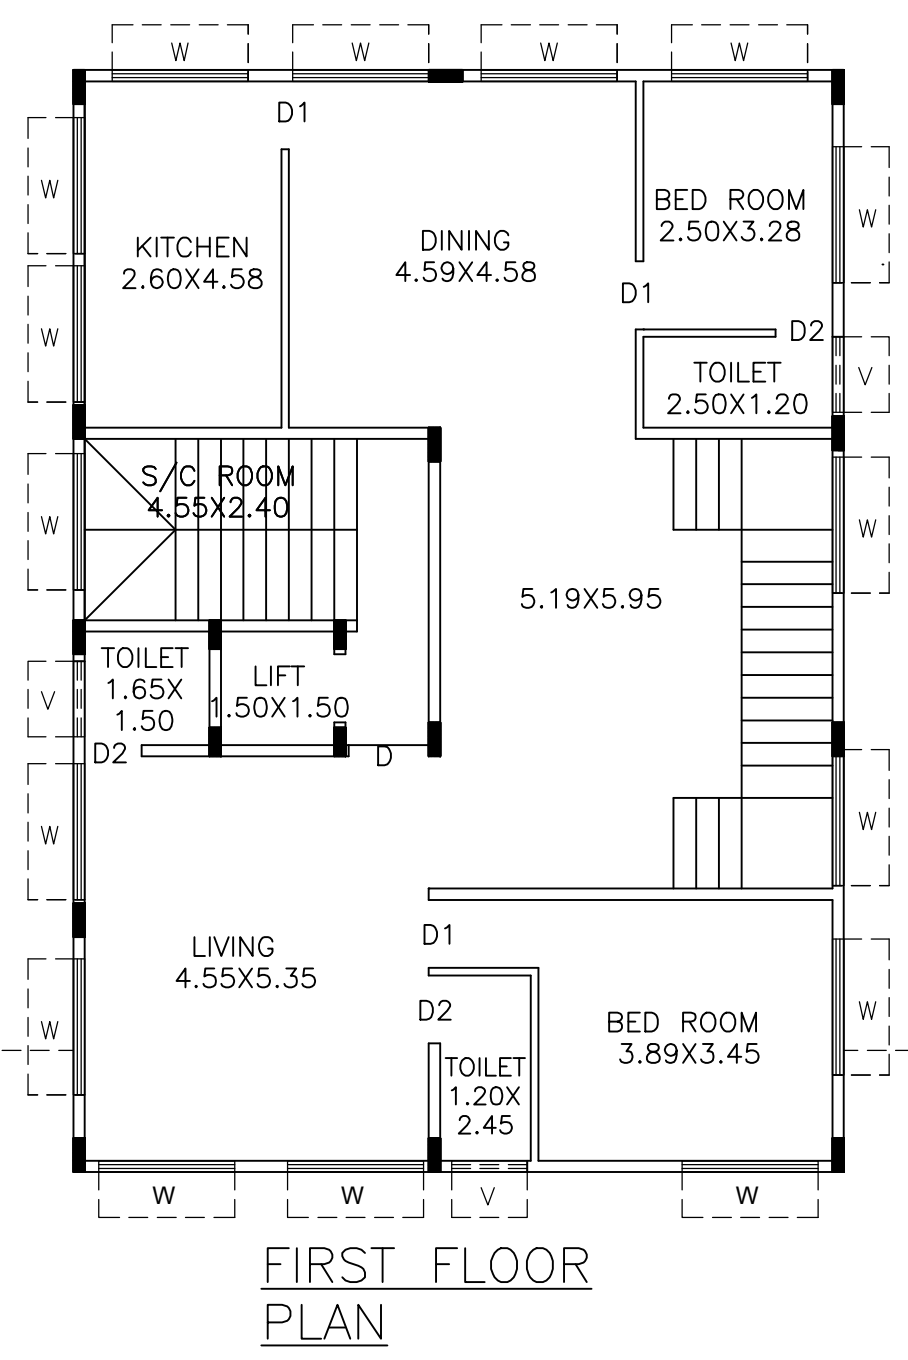 W W W W
D1
W
BED ROOM
2.50X3.28
W
KITCHEN
2.60X4.58
DINING
4.59X4.58
D1
W
D2
TOILET
2.50X1.20
V
S/C ROOM
4.55X2.40
W
W
5.19X5.95
TOILET
1.65X
1.50
LIFT
1.50X1.50
V
D2
D
W
W
LIVING
4.55X5.35
D1
D2
W
BED ROOM
3.89X3.45
W
TOILET
1.20X
2.45
W W V W
FIRST FLOOR
PLAN